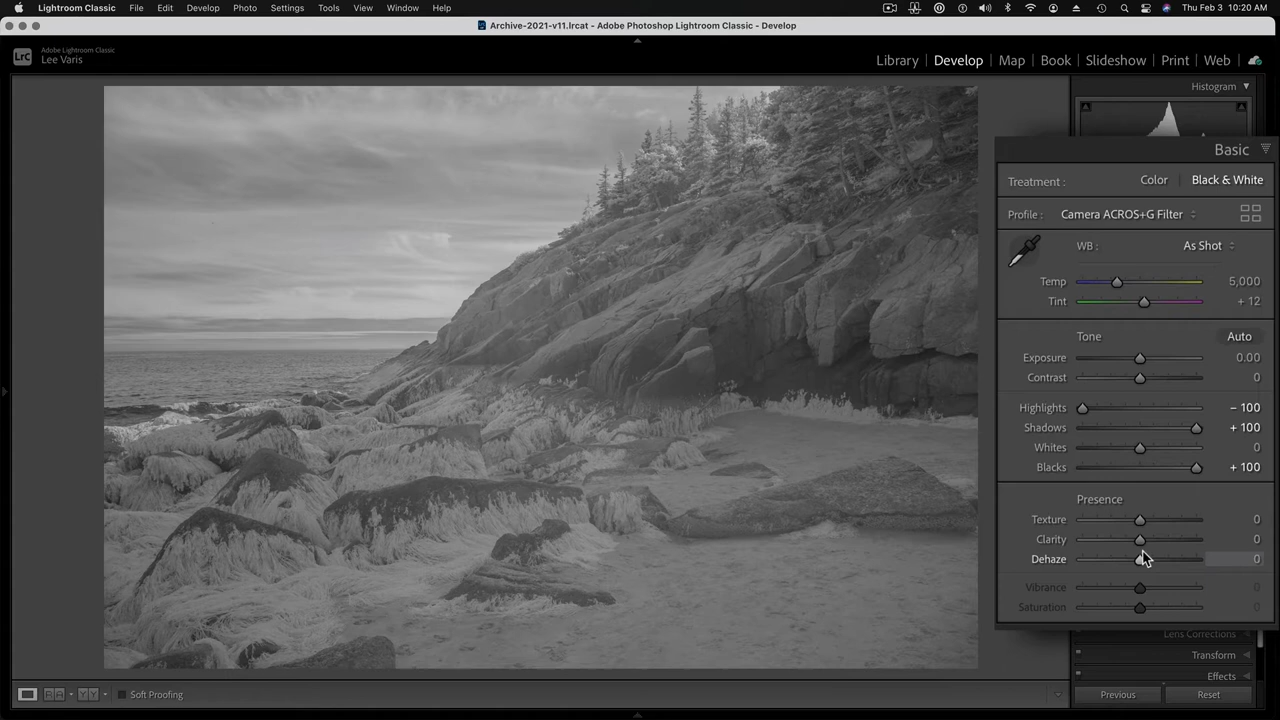 Lightroom Classic File Edit Develop Photo Settings Tools View Window Help Thu Feb 3 10:20 AM
Archive-2021-v11.lrcat - Adobe Photoshop Lightroom Classic - Develop
LrC Adobe Lightroom Classic
Lee Varis
Library | Develop | Map | Book | Slideshow | Print | Web
Histogram
Basic
Treatment : Color | Black & White
Profile : Camera ACROS+G Filter
WB : As Shot
Temp 5,000
Tint + 12
Tone Auto
Exposure 0.00
Contrast 0
Highlights – 100
Shadows + 100
Whites 0
Blacks + 100
Presence
Texture 0
Clarity 0
Dehaze 0
Vibrance 0
Saturation 0
Lens Corrections
Transform
Effects
RA YY Soft Proofing Previous Reset